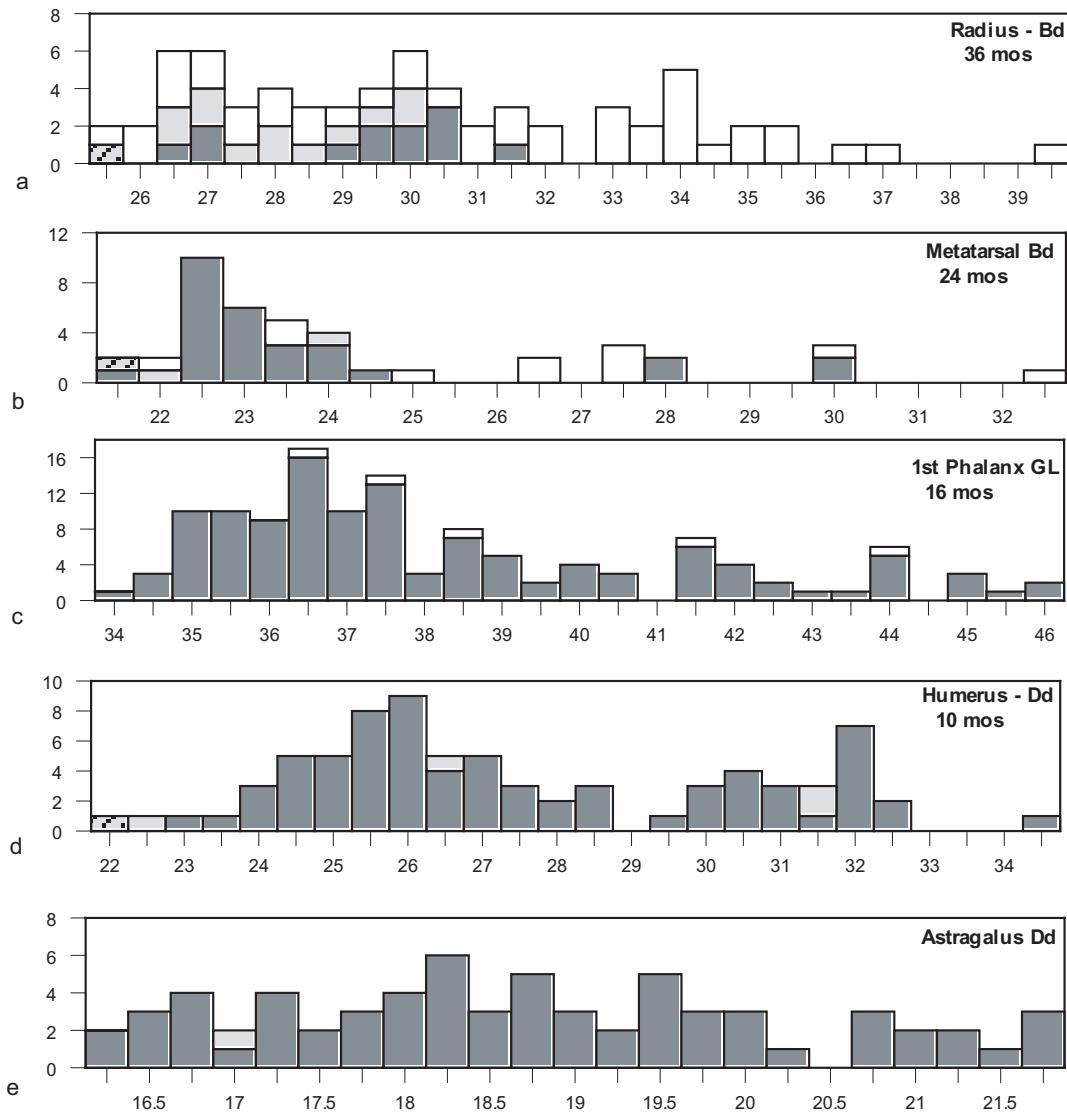 8
6
4
2
0
Radius - Bd
36 mos
26 27 28 29 30 31 32 33 34 35 36 37 38 39
a
12
8
4
0
Metatarsal Bd
24 mos
22 23 24 25 26 27 28 29 30 31 32
b
16
12
8
4
0
1st Phalanx GL
16 mos
34 35 36 37 38 39 40 41 42 43 44 45 46
c
10
8
6
4
2
0
Humerus - Dd
10 mos
22 23 24 25 26 27 28 29 30 31 32 33 34
d
8
6
4
2
0
Astragalus Dd
16.5 17 17.5 18 18.5 19 19.5 20 20.5 21 21.5
e